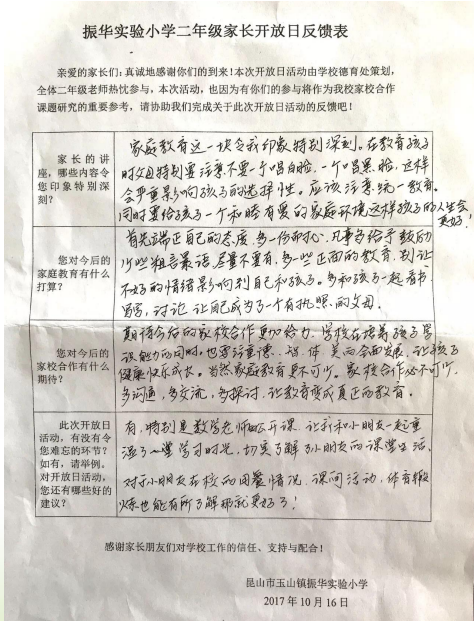 振华实验小学二年级家长开放日反馈表
亲爱的家长们：真诚地感谢你们的到来！本次开放日活动由学校德育处策划，
全体二年级老师热忱参与，本次活动，也因为有你们的参与将作为我校家校合作
课题研究的重要参考，请协助我们完成关于此次开放日活动的反馈吧！
家长的讲
座，哪些内容令
您印象特别深
刻？
家庭教育这一块令我印象特别深刻。在教育孩子
时父母特别要注意不要一个唱白脸，一个唱黑脸，这样
会严重影响孩子的选择性。应该注意统一教育。
同时要给孩子一个和睦有爱的家庭环境这样孩子的人生会
更好.
您对今后的
家庭教育有什么
打算？
首先端正自己的态度，多一份耐心，凡事多给予鼓励
少些粗言暴语，尽量不要有，多一些正面的教育，别让
不好的情绪影响到自己和孩子。多和孩子一起看书
写字，讨论，让自己成为了一个有执照的父母.
您对今后的
家校合作有什么
期待？
期待今后的家校合作更加给力，学校在培养孩子学
识能力的同时，也要注重德、智、体、美的全面发展，让孩子
健康快乐成长。当然家庭教育是不可少。家校合作必不可少.
多沟通，多交流，多探讨，让教育变成真正的教育.
此次开放日
活动，有没有令
您难忘的环节？
如有，请举例。
对开放日活动，
您还有哪些好的
建议？
有，特别是数学老师的公开课，让我和小朋友一起重
温了小学学习时光，切实了解了小朋友的课堂生活.
对于小朋友在校的用餐情况，课间活动，体育锻
炼也能有所了解那就更好了！
感谢家长朋友们对学校工作的信任、支持与配合！
昆山市玉山镇振华实验小学
2017年10月16日